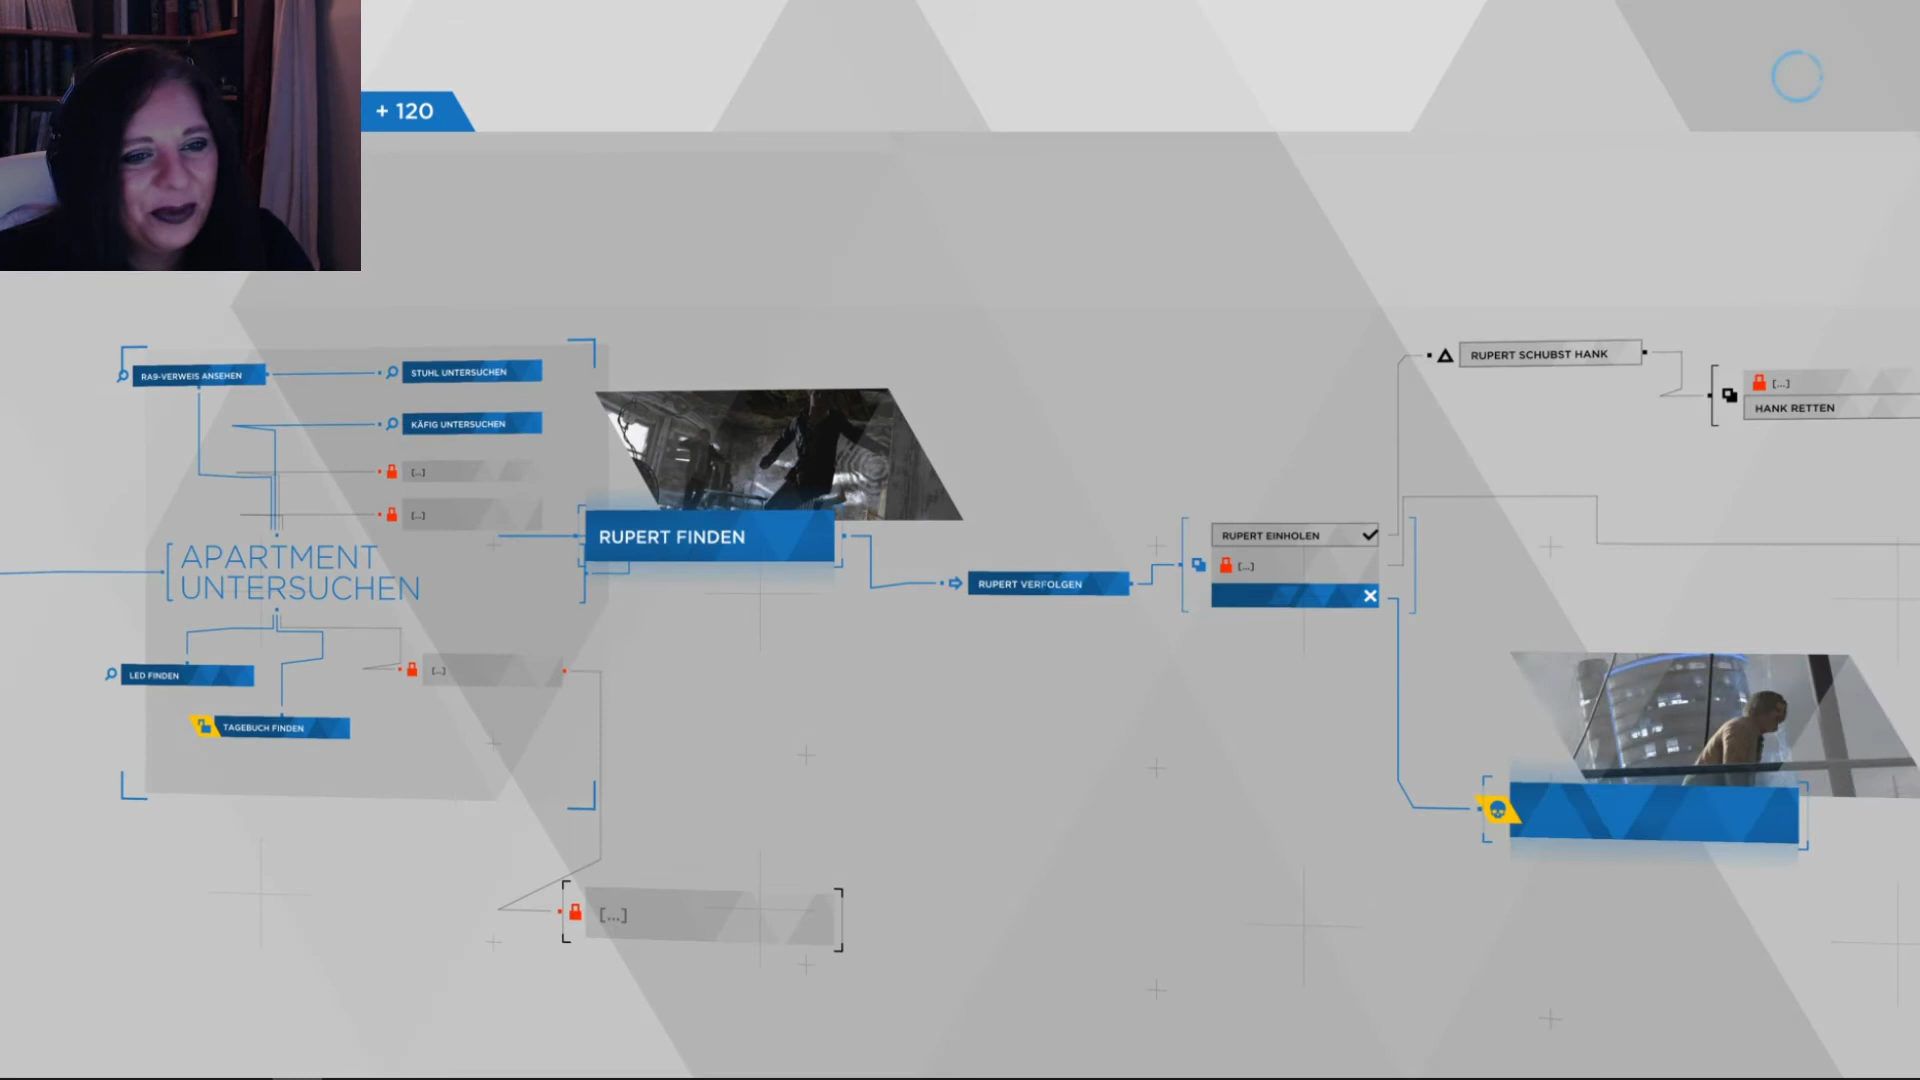 + 120
RA9-VERWEIS ANSEHEN
STUHL UNTERSUCHEN
KÄFIG UNTERSUCHEN
[...]
[...]
APARTMENT
UNTERSUCHEN
LED FINDEN
TAGEBUCH FINDEN
[...]
[...]
RUPERT FINDEN
RUPERT VERFOLGEN
RUPERT EINHOLEN
[...]
RUPERT SCHUBST HANK
[...]
HANK RETTEN